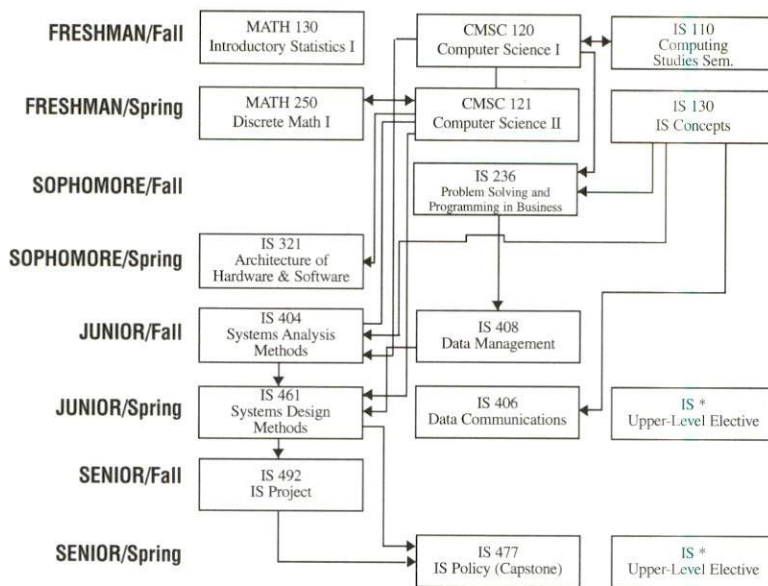 FRESHMAN/Fall
MATH 130
Introductory Statistics I
CMSC 120
Computer Science I
IS 110
Computing
Studies Sem.
FRESHMAN/Spring
MATH 250
Discrete Math I
CMSC 121
Computer Science II
IS 130
IS Concepts
SOPHOMORE/Fall
IS 236
Problem Solving and
Programming in Business
SOPHOMORE/Spring
IS 321
Architecture of
Hardware & Software
JUNIOR/Fall
IS 404
Systems Analysis
Methods
IS 408
Data Management
JUNIOR/Spring
IS 461
Systems Design
Methods
IS 406
Data Communications
IS *
Upper-Level Elective
SENIOR/Fall
IS 492
IS Project
SENIOR/Spring
IS 477
IS Policy (Capstone)
IS *
Upper-Level Elective